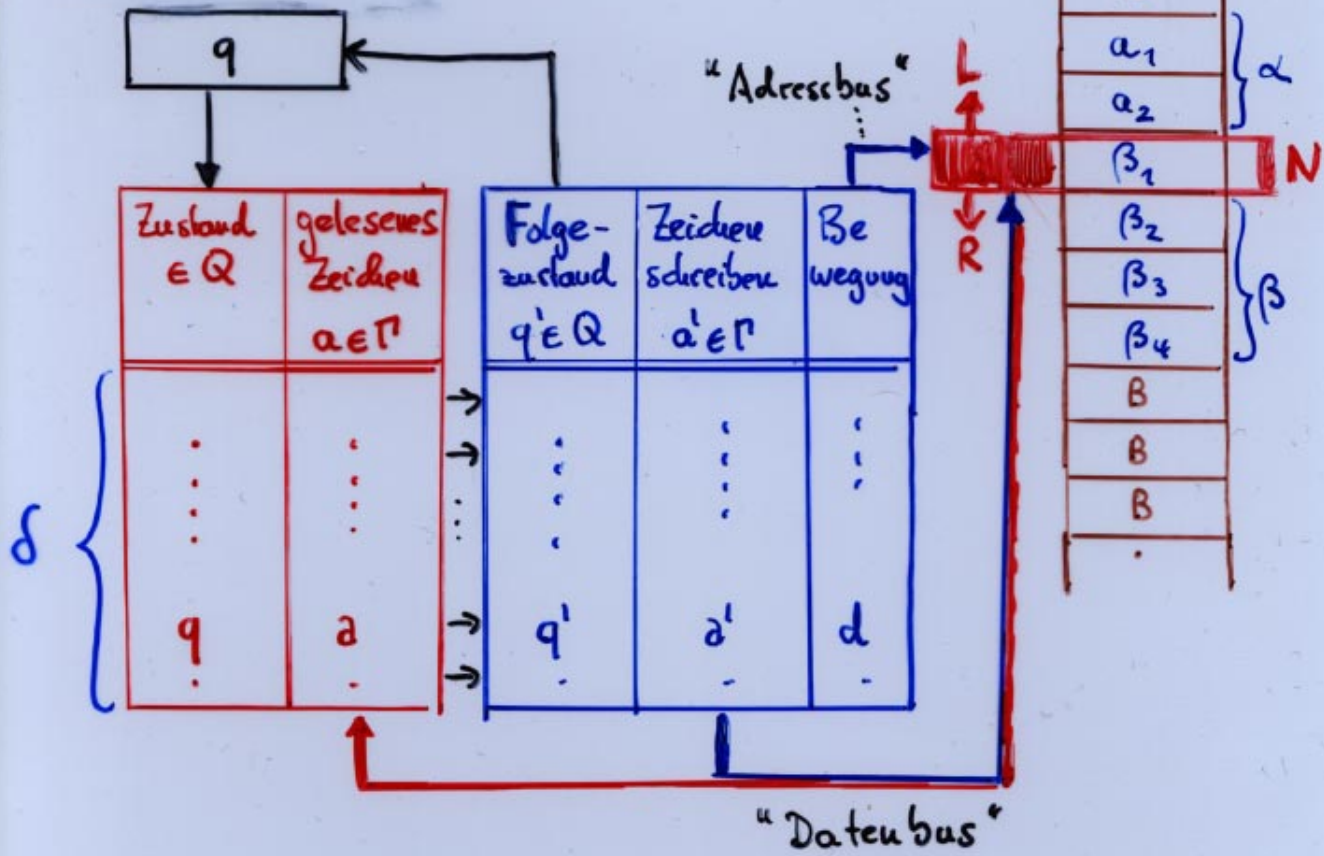 q
"Adressbus"
L
N
R
a₁
a₂
β₁
β₂
β₃
β₄
B
B
B
α
β
Zustand
∈ Q
gelesenes
Zeichen
a ∈ Γ
Folge-
zustand
q' ∈ Q
Zeichen
schreiben
a' ∈ Γ
Be
wegung
δ
q a → q' a' d
"Datenbus"